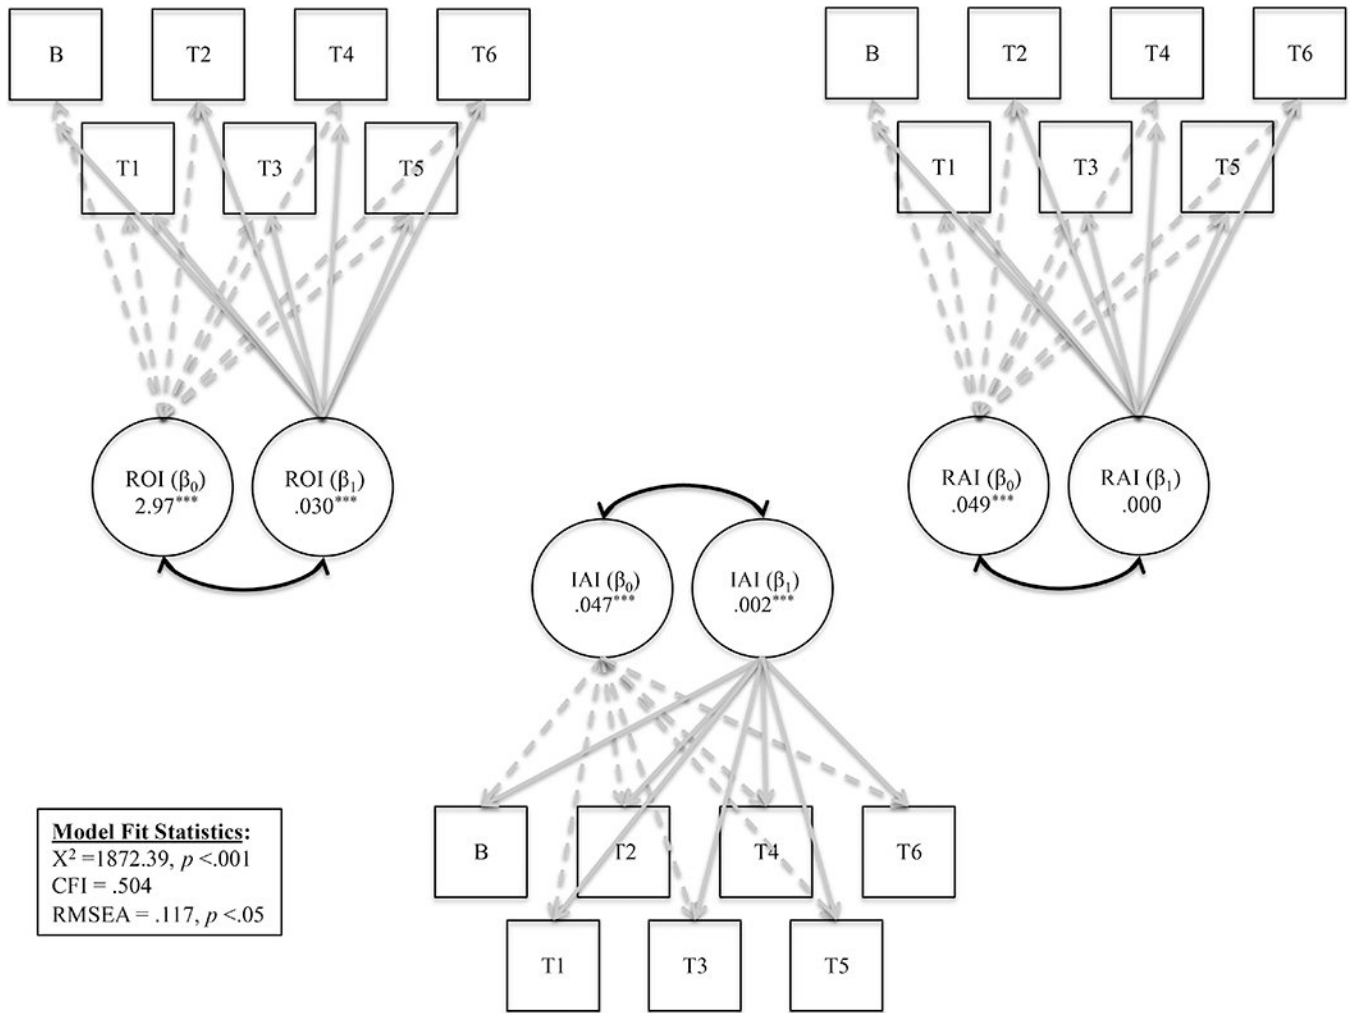 B
T2
T4
T6
T1
T3
T5
ROI (β₀)
2.97***
ROI (β₁)
.030***
B
T2
T4
T6
T1
T3
T5
RAI (β₀)
.049***
RAI (β₁)
.000
IAI (β₀)
.047***
IAI (β₁)
.002***
B
T2
T4
T6
T1
T3
T5
Model Fit Statistics:
X² =1872.39, p <.001
CFI = .504
RMSEA = .117, p <.05